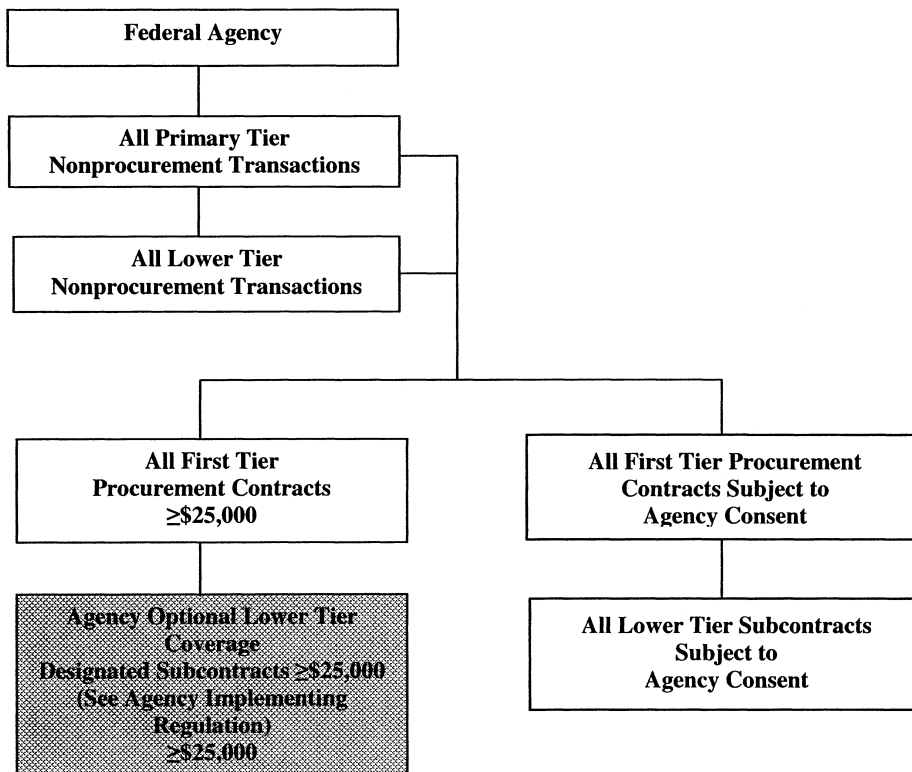 Federal Agency
All Primary Tier
Nonprocurement Transactions
All Lower Tier
Nonprocurement Transactions
All First Tier
Procurement Contracts
≥$25,000
All First Tier Procurement
Contracts Subject to
Agency Consent
Agency Optional Lower Tier
Coverage
Designated Subcontracts ≥$25,000
(See Agency Implementing
Regulation)
≥$25,000
All Lower Tier Subcontracts
Subject to
Agency Consent